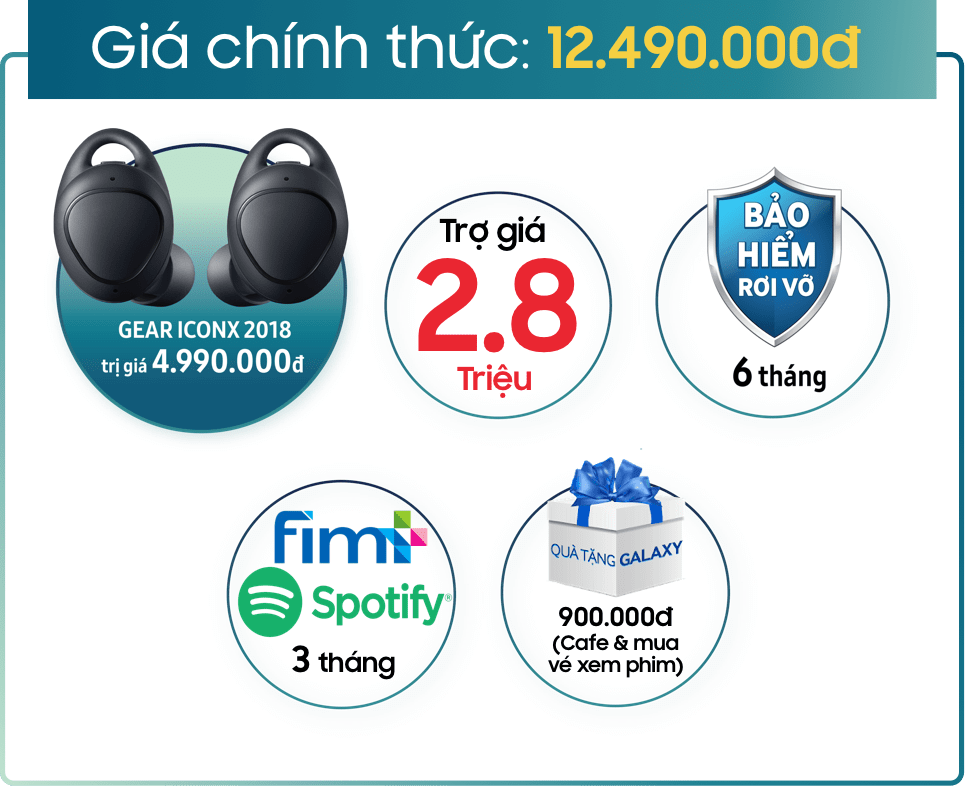 Giá chính thức: 12.490.000đ
GEAR ICONX 2018
trị giá 4.990.000đ
Trợ giá
2.8
Triệu
BẢO
HIỂM
RƠI VỠ
6 tháng
fim+
Spotify®
3 tháng
QUÀ TẶNG GALAXY
900.000đ
(Cafe & mua
vé xem phim)